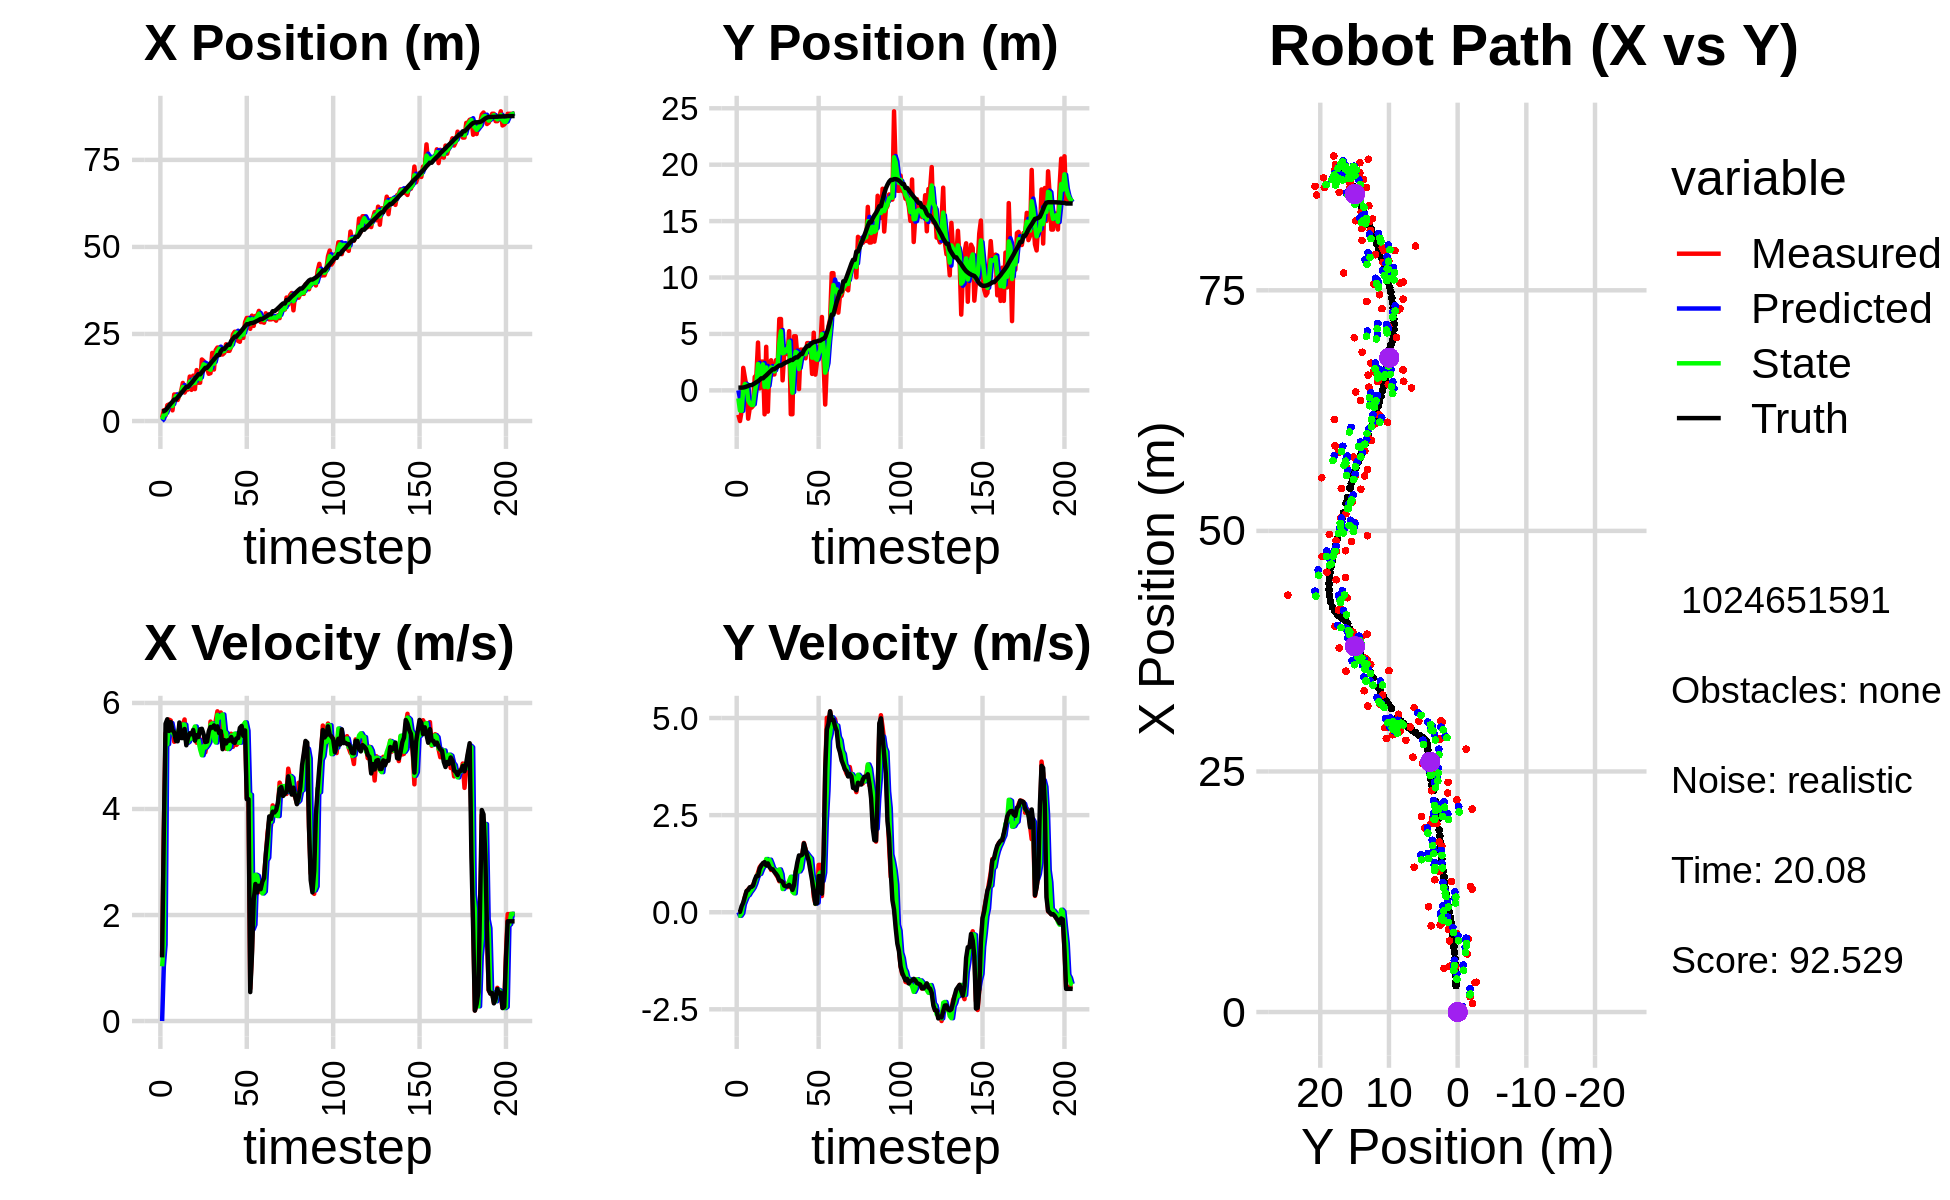 X Position (m)
75
50
25
0
0 50 100 150 200
timestep
Y Position (m)
25
20
15
10
5
0
0 50 100 150 200
timestep
X Velocity (m/s)
6
4
2
0
0 50 100 150 200
timestep
Y Velocity (m/s)
5.0
2.5
0.0
-2.5
0 50 100 150 200
timestep
Robot Path (X vs Y)
X Position (m)
75
50
25
0
20 10 0 -10 -20
Y Position (m)
variable
Measured
Predicted
State
Truth
1024651591
Obstacles: none
Noise: realistic
Time: 20.08
Score: 92.529